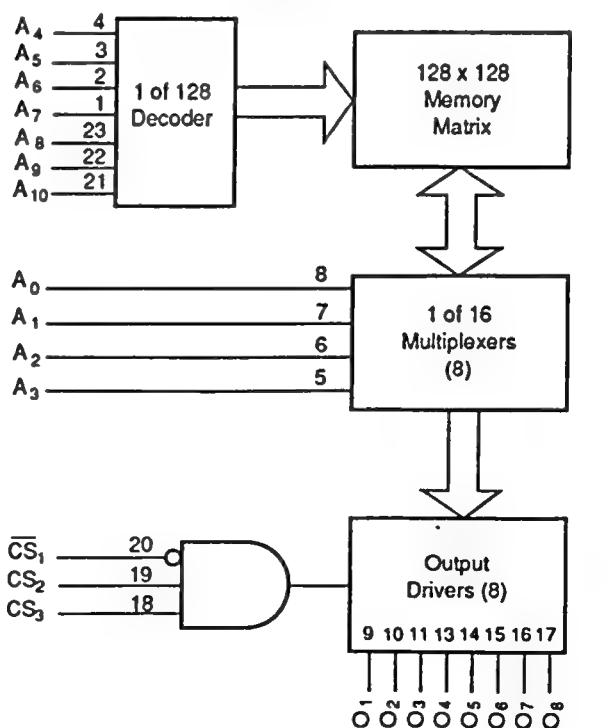 A4 4
A5 3
A6 2
A7 1
A8 23
A9 22
A10 21
1 of 128
Decoder
128 x 128
Memory
Matrix
A0 8
A1 7
A2 6
A3 5
1 of 16
Multiplexers
(8)
C̅S̅1 20
CS2 19
CS3 18
Output
Drivers (8)
9 10 11 13 14 15 16 17
O1 O2 O3 O4 O5 O6 O7 O8